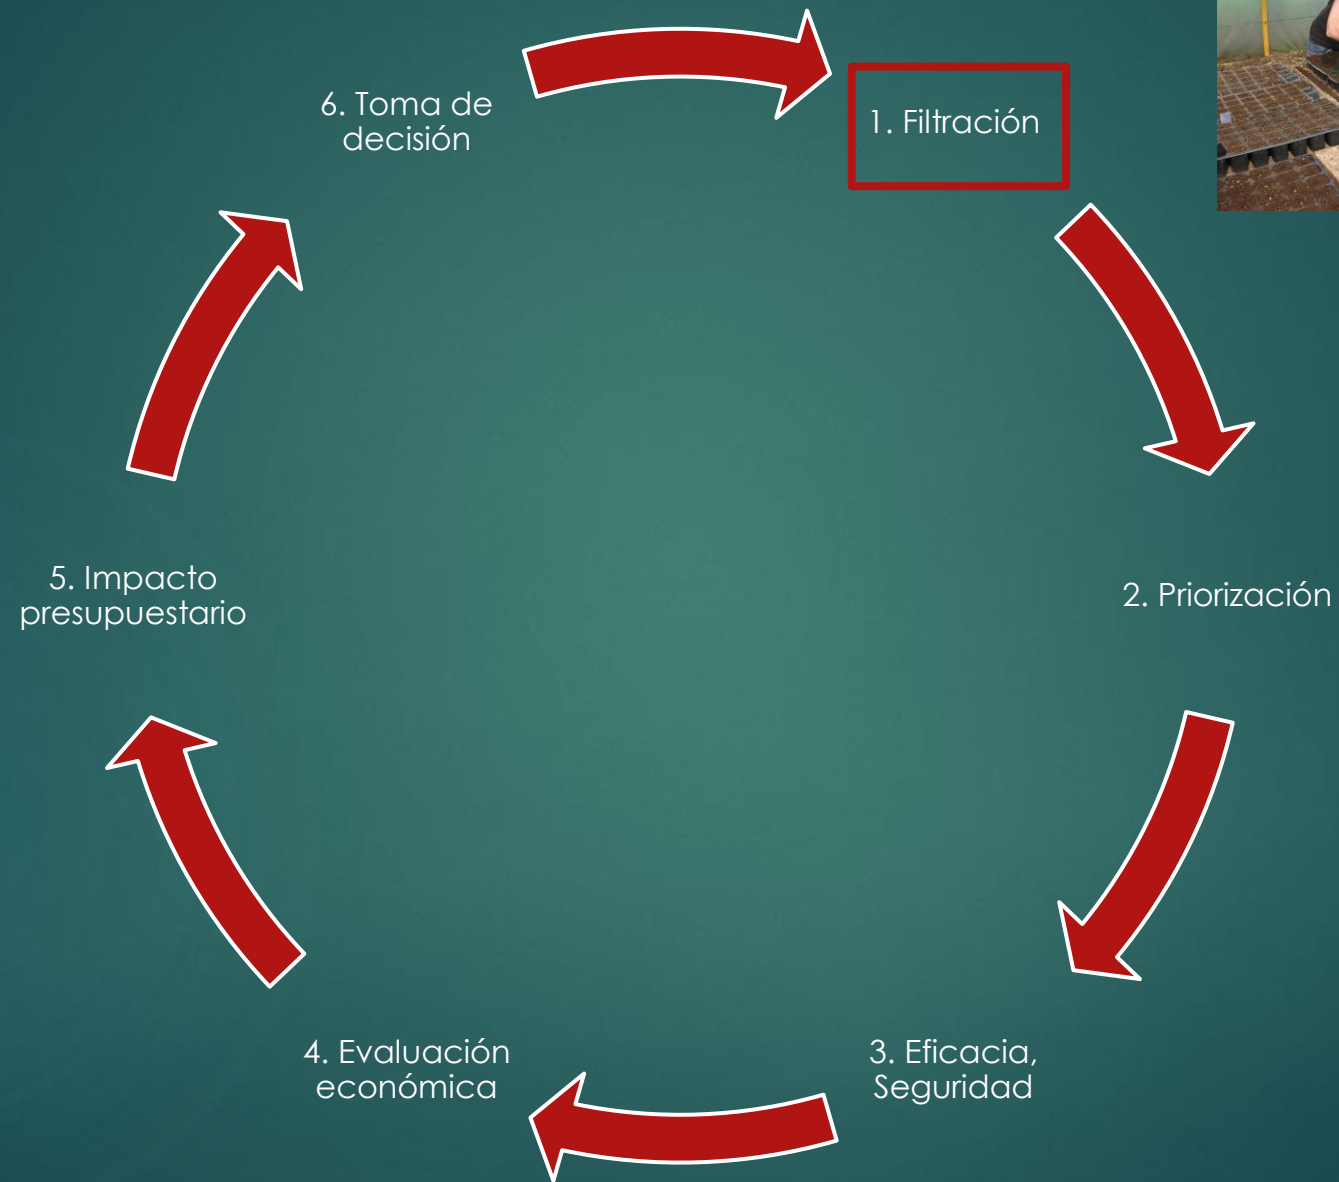 1. Filtración
2. Priorización
3. Eficacia,
Seguridad
4. Evaluación
económica
5. Impacto
presupuestario
6. Toma de
decisión